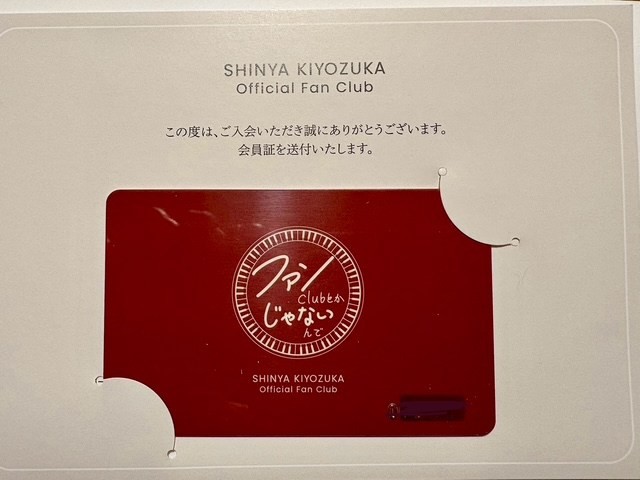 SHINYA KIYOZUKA
Official Fan Club
この度は、ご入会いただき誠にありがとうございます。
会員証を送付いたします。
ファン
Clubとか
じゃない
んで
SHINYA KIYOZUKA
Official Fan Club